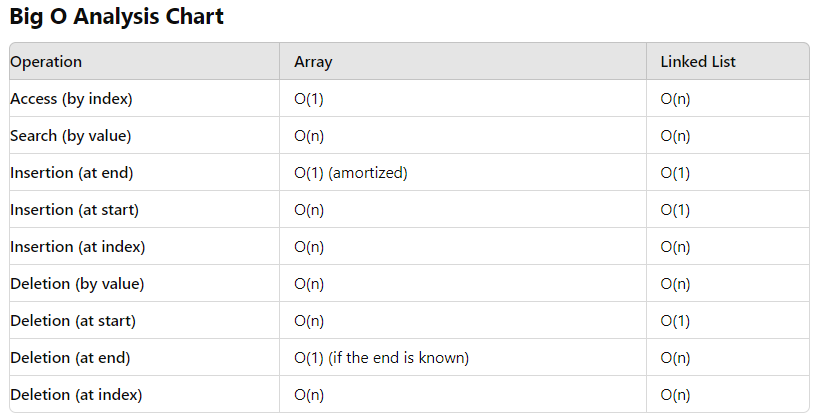 Big O Analysis Chart
Operation Array Linked List
Access (by index) O(1) O(n)
Search (by value) O(n) O(n)
Insertion (at end) O(1) (amortized) O(1)
Insertion (at start) O(n) O(1)
Insertion (at index) O(n) O(n)
Deletion (by value) O(n) O(n)
Deletion (at start) O(n) O(1)
Deletion (at end) O(1) (if the end is known) O(n)
Deletion (at index) O(n) O(n)